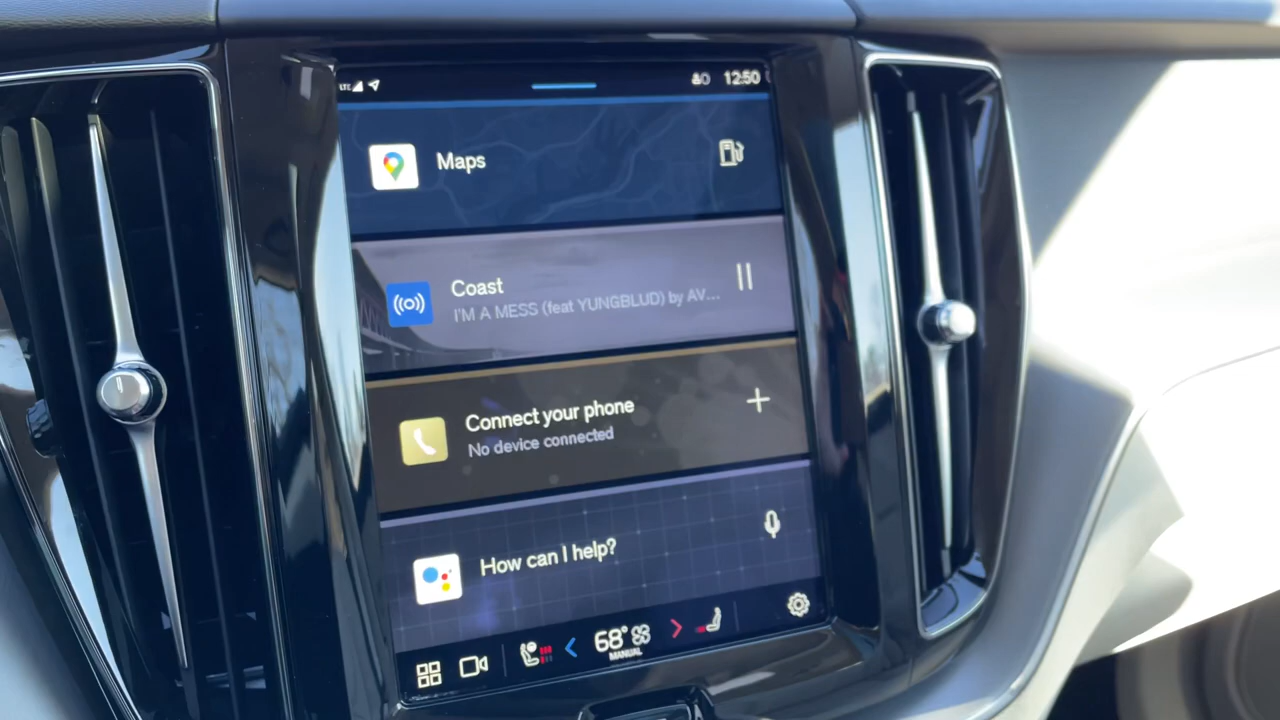 LTE 12:50
Maps
Coast
I'M A MESS (feat YUNGBLUD) by AV...
Connect your phone
No device connected
How can I help?
68°
MANUAL